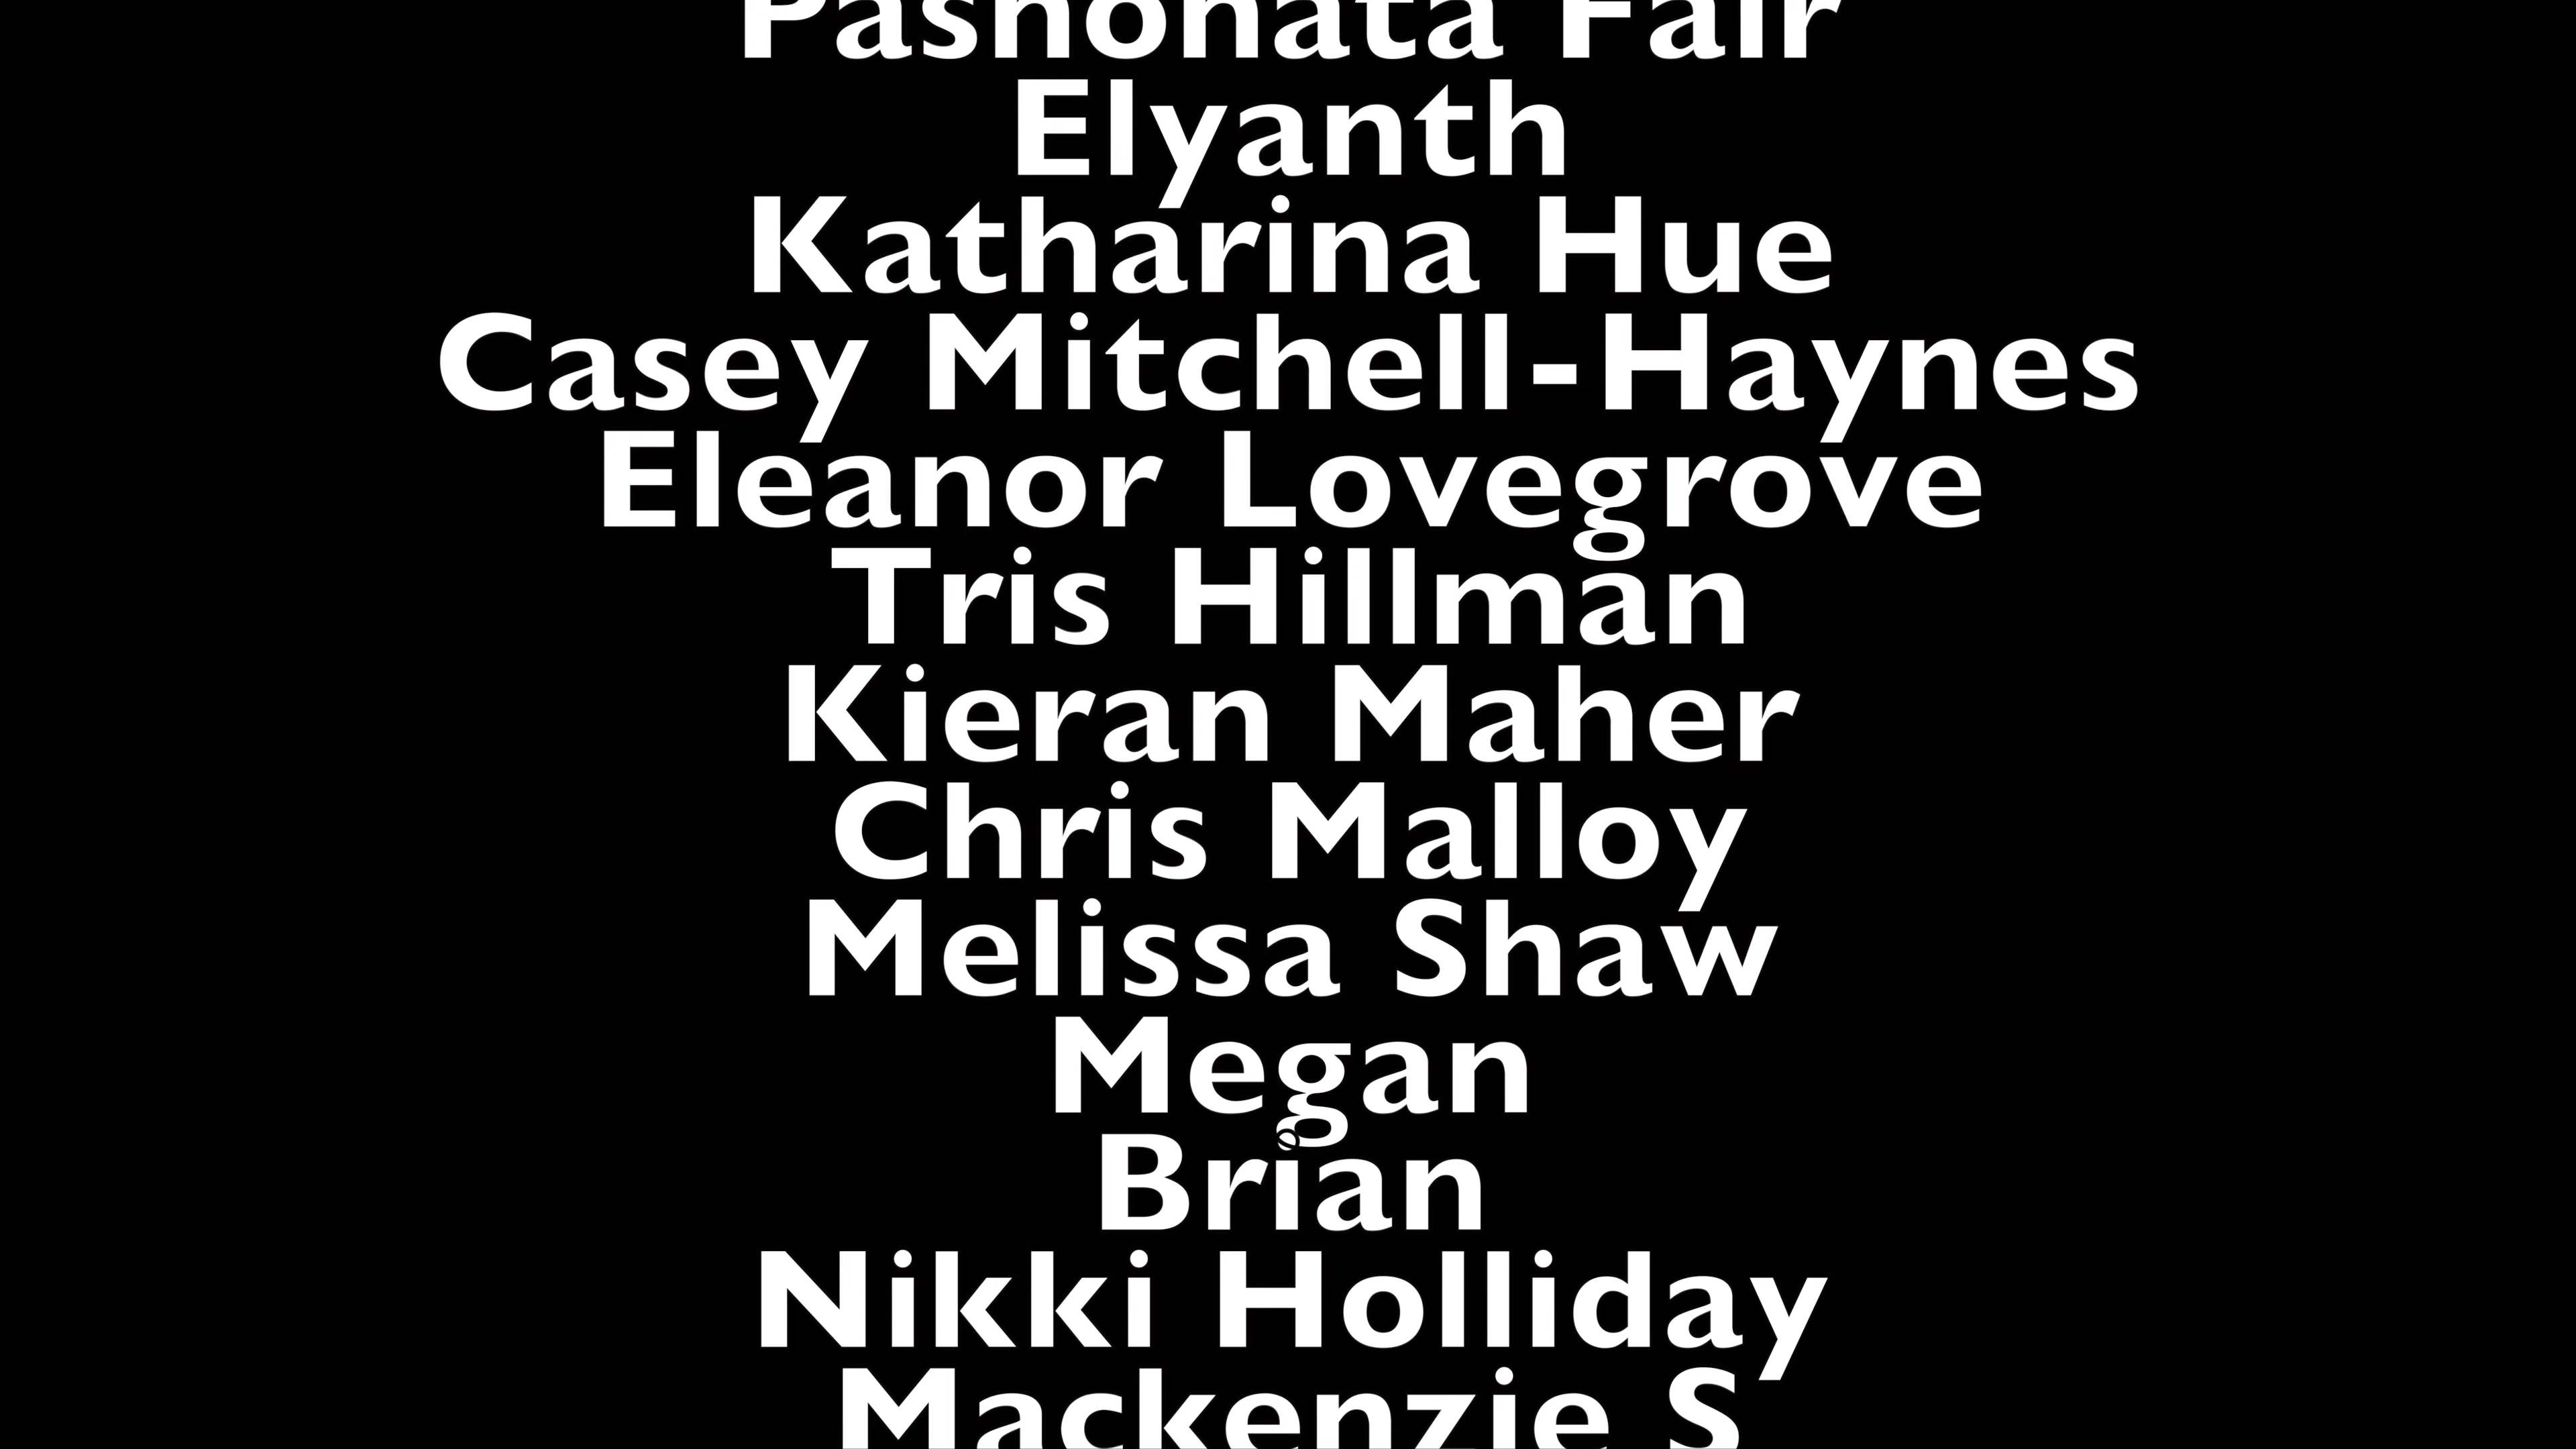 Pashonata Fair
Elyanth
Katharina Hue
Casey Mitchell-Haynes
Eleanor Lovegrove
Tris Hillman
Kieran Maher
Chris Malloy
Melissa Shaw
Megan
Brian
Nikki Holliday
Mackenzie S